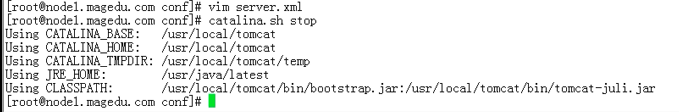 [root@node1.magedu.com conf]# vim server.xml
[root@node1.magedu.com conf]# catalina.sh stop
Using CATALINA_BASE:   /usr/local/tomcat
Using CATALINA_HOME:   /usr/local/tomcat
Using CATALINA_TMPDIR: /usr/local/tomcat/temp
Using JRE_HOME:        /usr/java/latest
Using CLASSPATH:       /usr/local/tomcat/bin/bootstrap.jar:/usr/local/tomcat/bin/tomcat-juli.jar
[root@node1.magedu.com conf]#